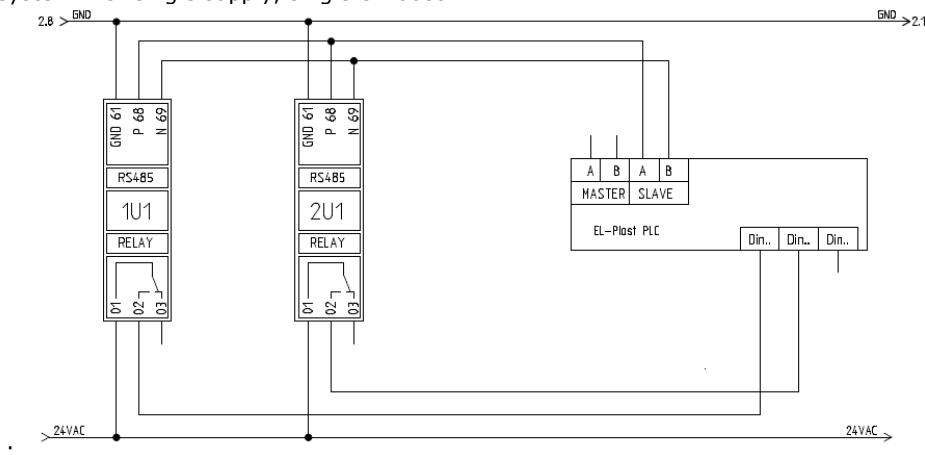 2.8 GND GND 2.1
GND 61 P 68 N 69
GND 61 P 68 N 69
RS485
RS485
A B A B
MASTER SLAVE
1U1
2U1
EL-Plast PLC
RELAY
RELAY
Din.. Din.. Din..
01 02 03
01 02 03
24VAC 24VAC